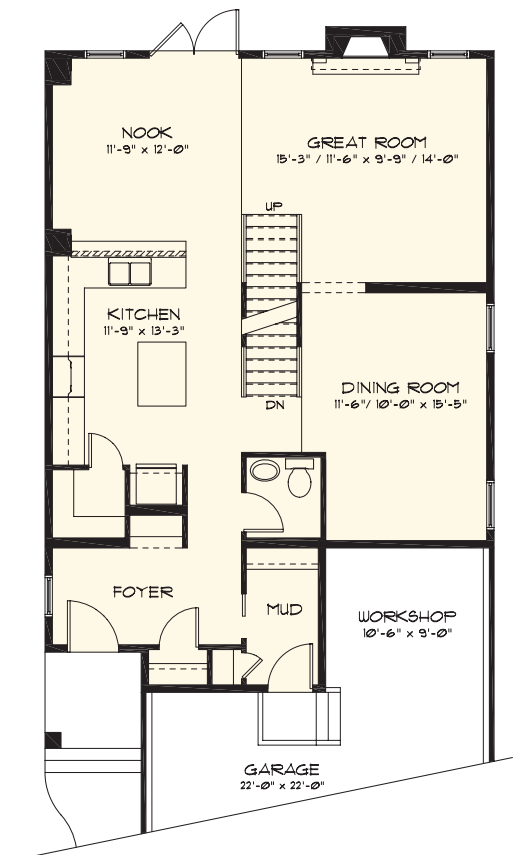 NOOK
11'-9" x 12'-0"
GREAT ROOM
15'-3" / 11'-6" x 9'-9" / 14'-0"
UP
KITCHEN
11'-9" x 13'-3"
DINING ROOM
11'-6"/ 10'-0" x 15'-5"
DN
FOYER
MUD
WORKSHOP
10'-6" x 9'-0"
GARAGE
22'-0" x 22'-0"